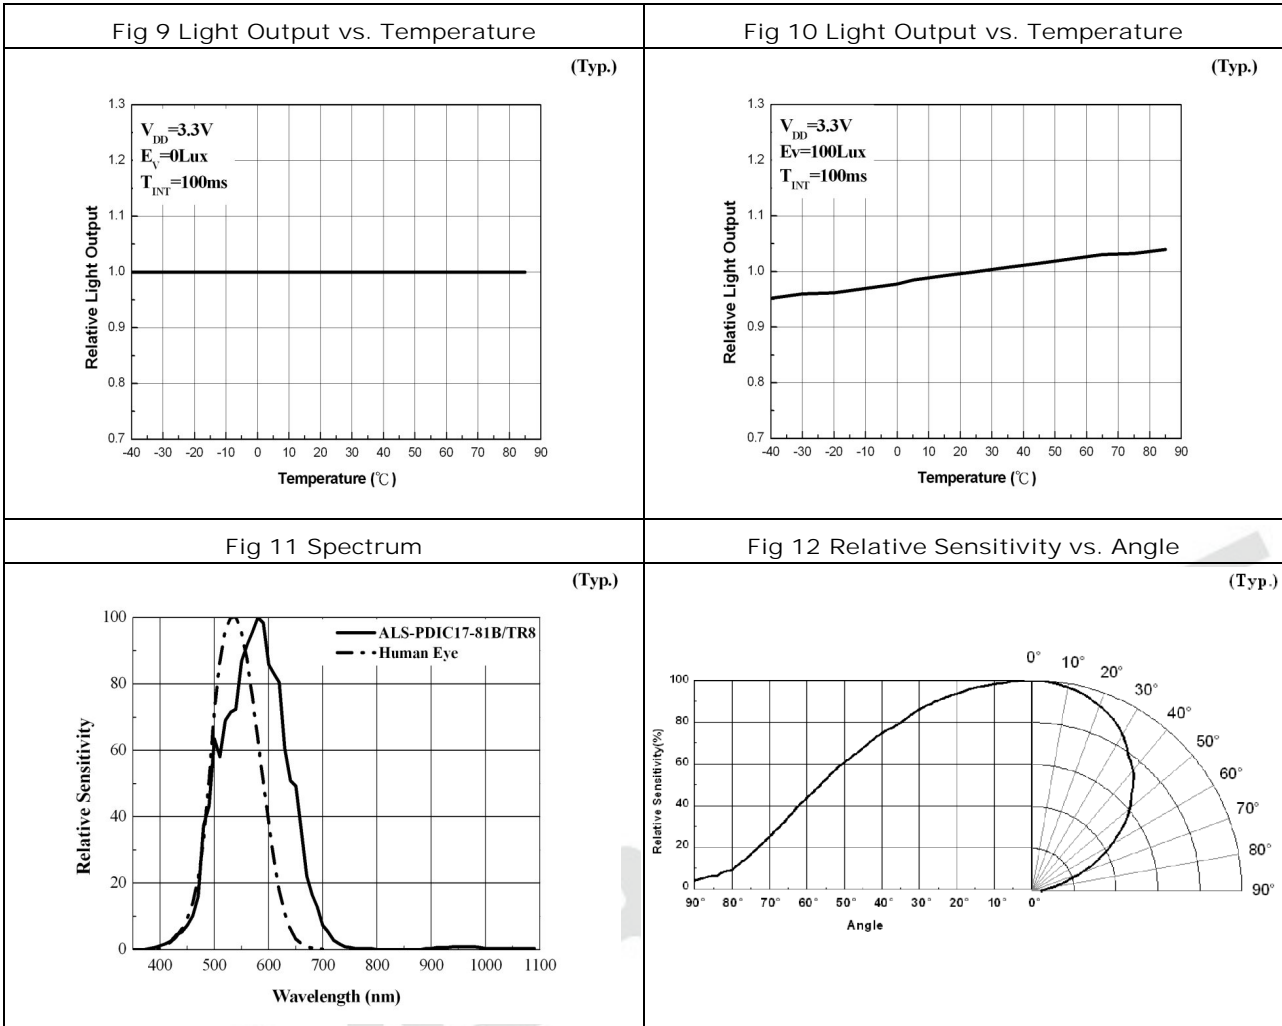 Fig 9 Light Output vs. Temperature
(Typ.)
V_DD=3.3V
E_V=0Lux
T_INT=100ms
Relative Light Output
1.3
1.2
1.1
1.0
0.9
0.8
0.7
-40 -30 -20 -10 0 10 20 30 40 50 60 70 80 90
Temperature (℃)
Fig 10 Light Output vs. Temperature
(Typ.)
V_DD=3.3V
Ev=100Lux
T_INT=100ms
Relative Light Output
1.3
1.2
1.1
1.0
0.9
0.8
0.7
-40 -30 -20 -10 0 10 20 30 40 50 60 70 80 90
Temperature (℃)
Fig 11 Spectrum
(Typ.)
ALS-PDIC17-81B/TR8
Human Eye
Relative Sensitivity
100
80
60
40
20
0
400 500 600 700 800 900 1000 1100
Wavelength (nm)
Fig 12 Relative Sensitivity vs. Angle
(Typ.)
Relative Sensitivity(%)
100
80
60
40
20
0
90° 80° 70° 60° 50° 40° 30° 20° 10° 0°
Angle
0°
10°
20°
30°
40°
50°
60°
70°
80°
90°